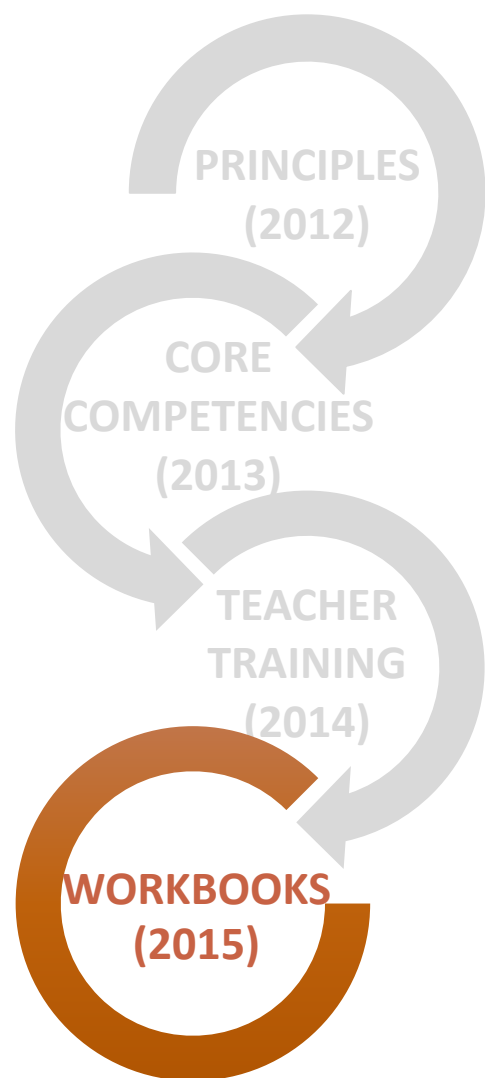 PRINCIPLES
(2012)
CORE
COMPETENCIES
(2013)
TEACHER
TRAINING
(2014)
WORKBOOKS
(2015)